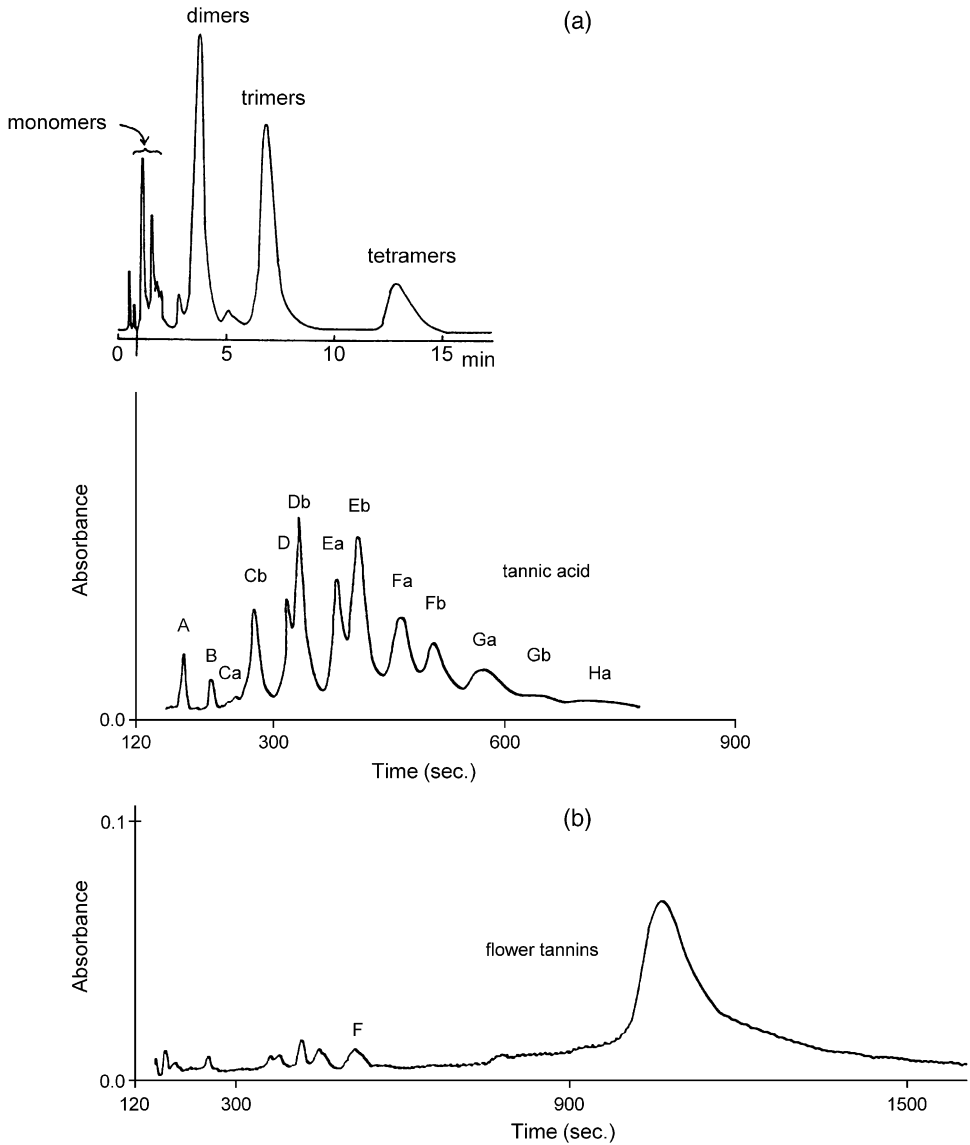 (a)
dimers
trimers
monomers
tetramers
0 5 10 15 min
Absorbance
A B Ca Cb D Db Ea Eb Fa Fb Ga Gb Ha
tannic acid
0.0
120 300 600 900
Time (sec.)
(b)
0.1
Absorbance
flower tannins
F
0.0
120 300 900 1500
Time (sec.)